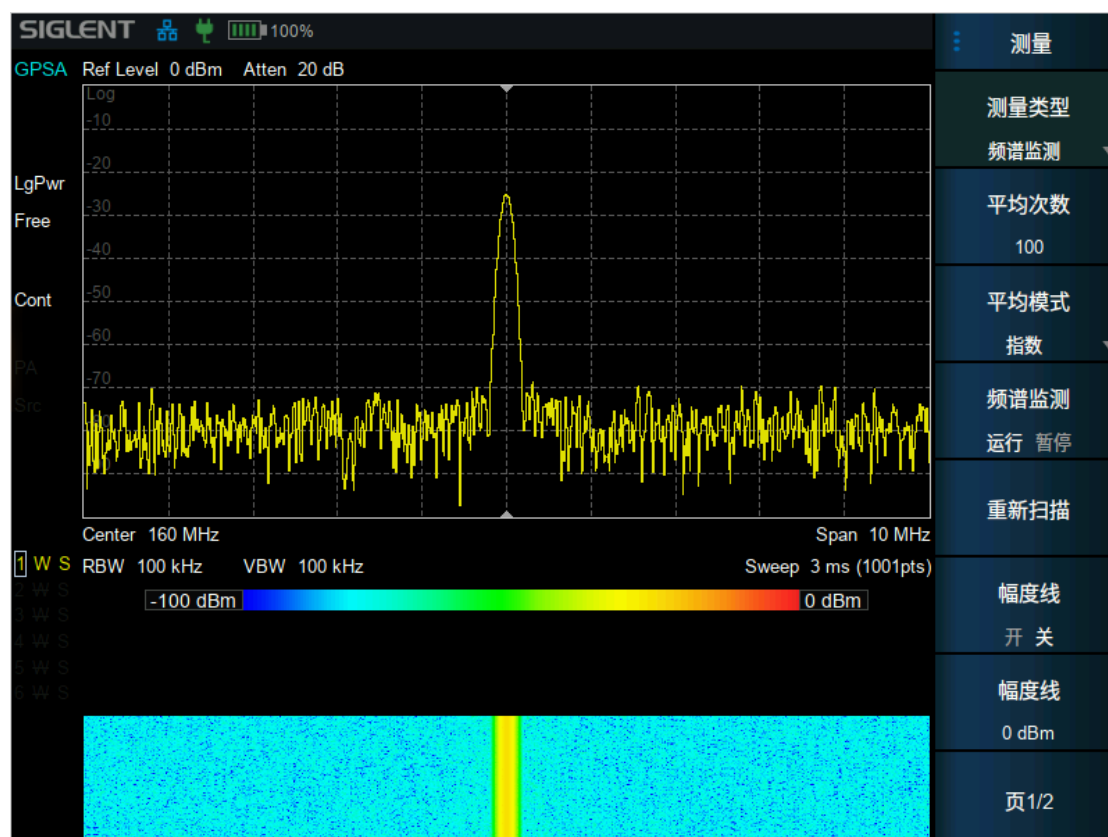 SIGLENT 100%
GPSA Ref Level 0 dBm Atten 20 dB
Log
-10
-20
LgPwr
-30
Free
-40
-50
Cont
-60
PA
-70
Src
Center 160 MHz Span 10 MHz
1 W S RBW 100 kHz VBW 100 kHz Sweep 3 ms (1001pts)
2 W S
-100 dBm 0 dBm
3 W S
4 W S
5 W S
6 W S
测量
测量类型
频谱监测
平均次数
100
平均模式
指数
频谱监测
运行 暂停
重新扫描
幅度线
开 关
幅度线
0 dBm
页1/2